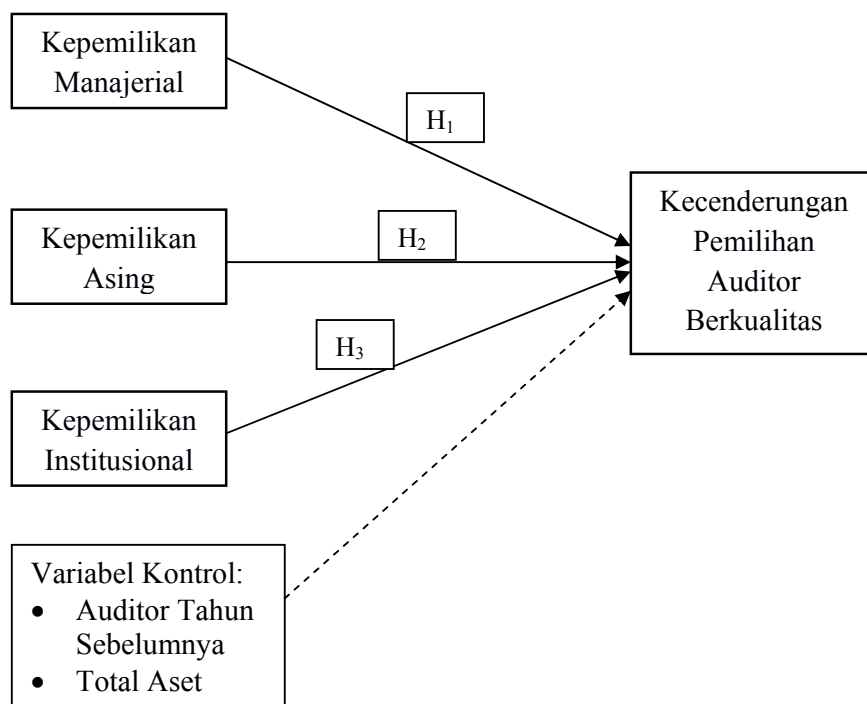 Kepemilikan
Manajerial
H₁
Kepemilikan
Asing
H₂
Kecenderungan
Pemilihan
Auditor
Berkualitas
H₃
Kepemilikan
Institusional
Variabel Kontrol:
• Auditor Tahun
Sebelumnya
• Total Aset